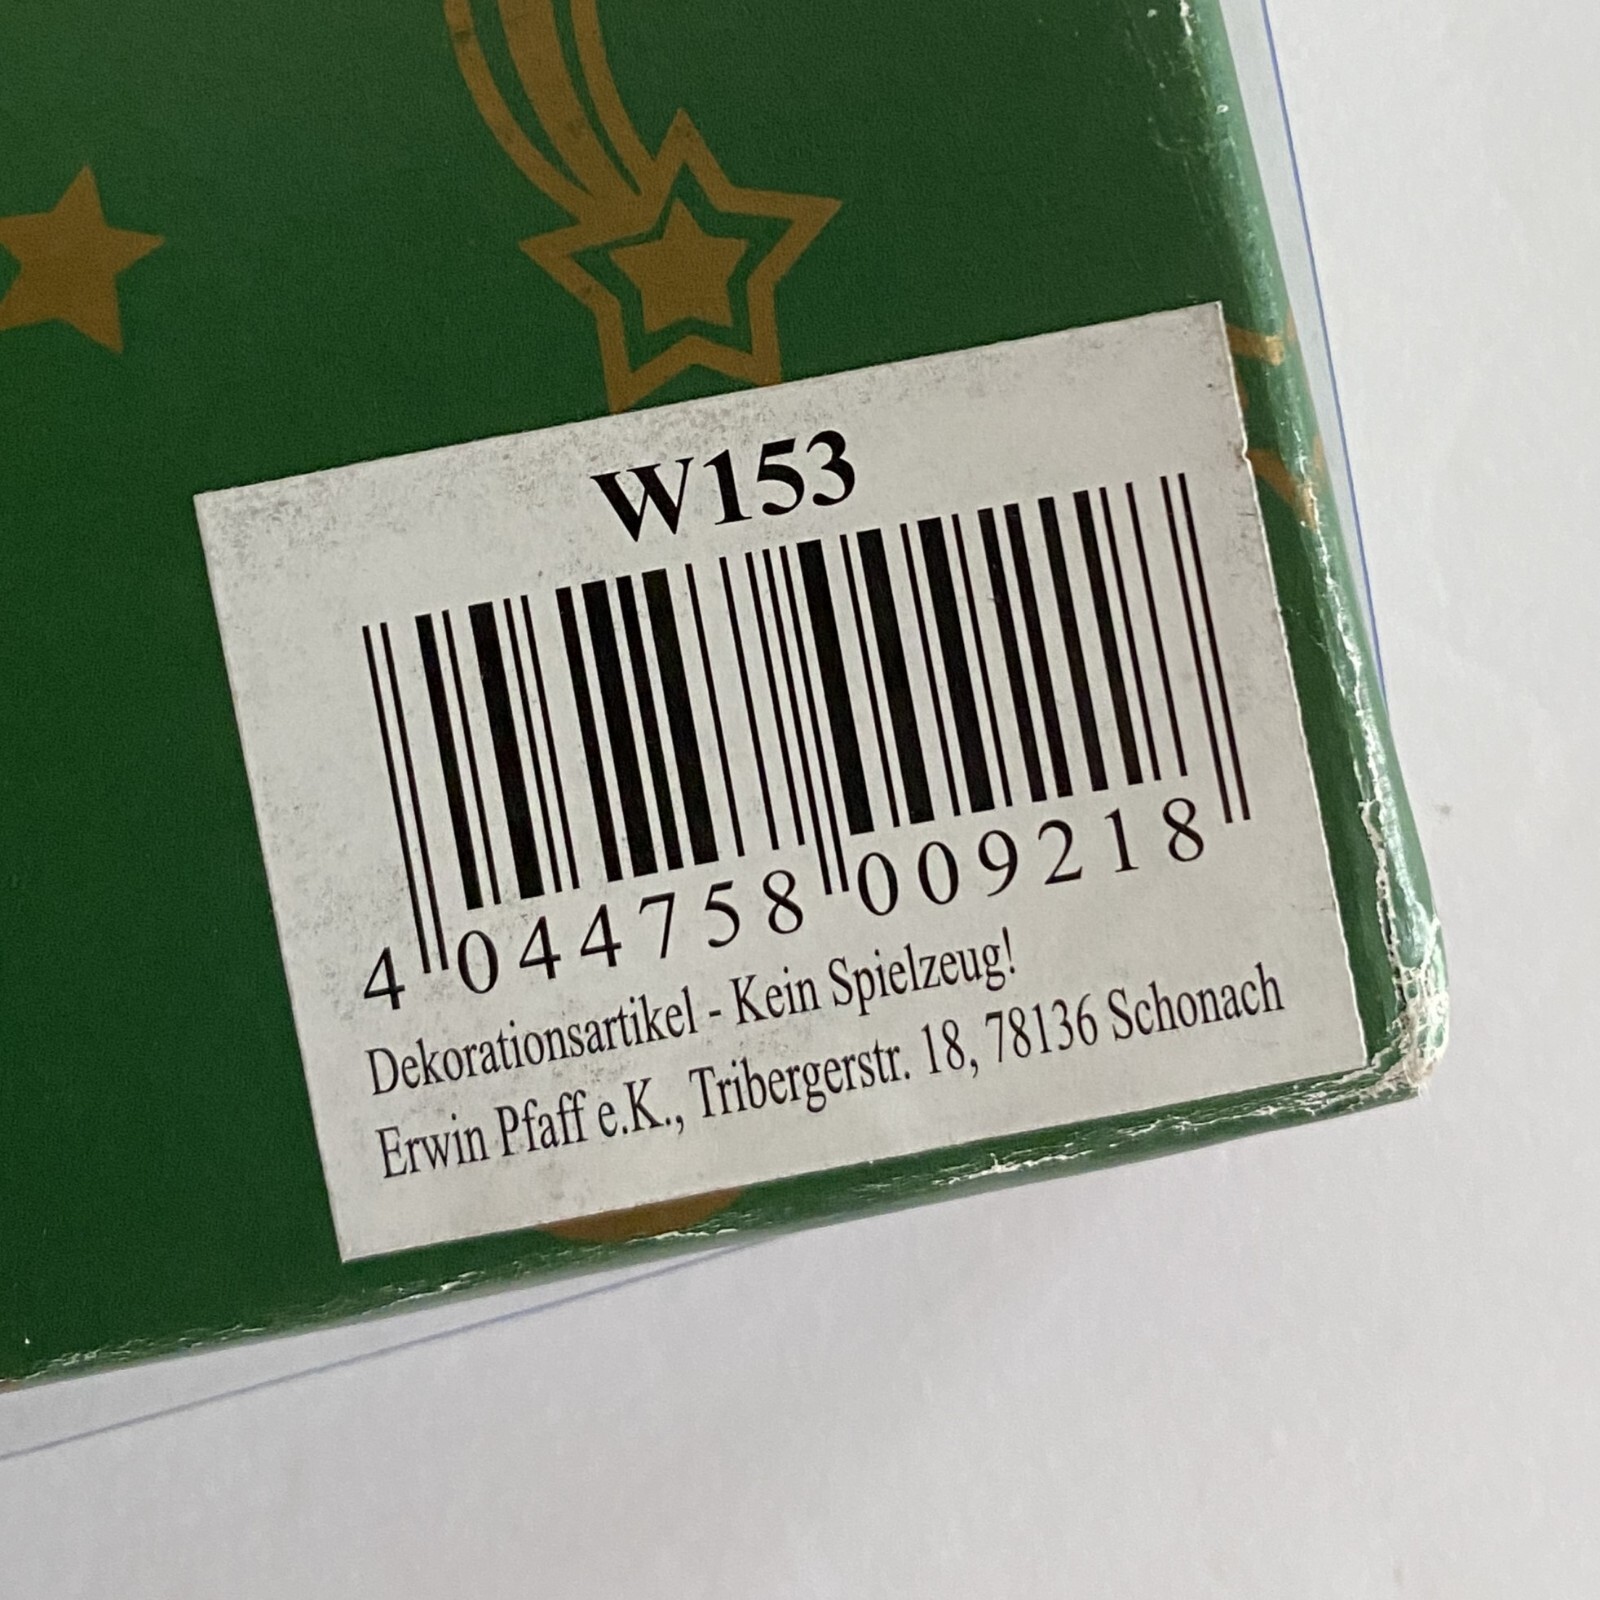 W153
4 044758 009218
Dekorationsartikel - Kein Spielzeug!
Erwin Pfaff e.K., Tribergerstr. 18, 78136 Schonach